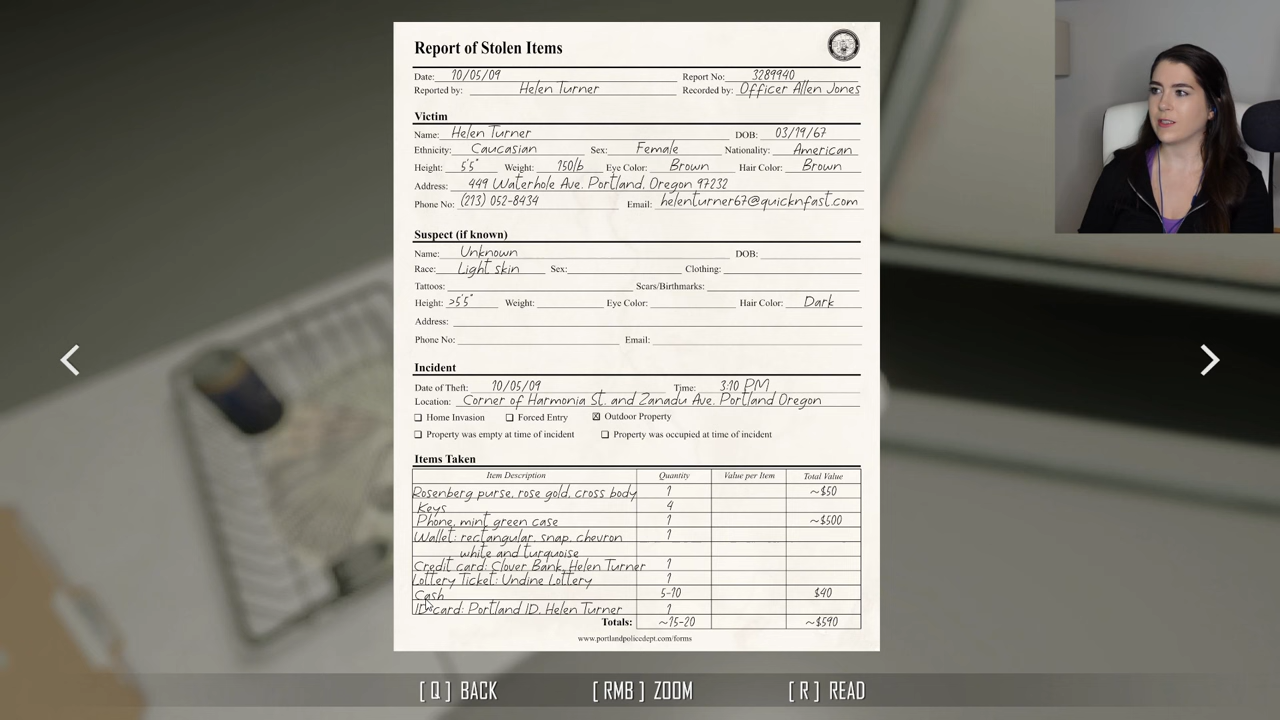 Report of Stolen Items
Date: 10/05/09 Report No: 3289940
Reported by: Helen Turner Recorded by: Officer Allen Jones
Victim
Name: Helen Turner DOB: 03/19/67
Ethnicity: Caucasian Sex: Female Nationality: American
Height: 5'5" Weight: 150lb Eye Color: Brown Hair Color: Brown
Address: 449 Waterhole Ave. Portland, Oregon 97232
Phone No: (213) 052-8434 Email: helenturner67@quicknfast.com
Suspect (if known)
Name: Unknown DOB:
Race: Light skin Sex: Clothing:
Tattoos: Scars/Birthmarks:
Height: >5'5" Weight: Eye Color: Hair Color: Dark
Address:
Phone No: Email:
Incident
Date of Theft: 10/05/09 Time: 3:10 PM
Location: Corner of Harmonia St. and Zanadu Ave. Portland Oregon
☐ Home Invasion ☐ Forced Entry ☒ Outdoor Property
☐ Property was empty at time of incident ☐ Property was occupied at time of incident
Items Taken
Item Description Quantity Value per Item Total Value
Rosenberg purse, rose gold, cross body 1 ~$50
Keys 4
Phone, mint green case 1 ~$500
Wallet: rectangular, snap, chevron 1
white and turquoise
Credit card: Clover Bank, Helen Turner 1
Lottery Ticket: Undine Lottery 1
Cash 5-10 $40
ID card: Portland ID, Helen Turner 1
Totals: ~15-20 ~$590
www.portlandpolicedept.com/forms
[ Q ] BACK [ RMB ] ZOOM [ R ] READ